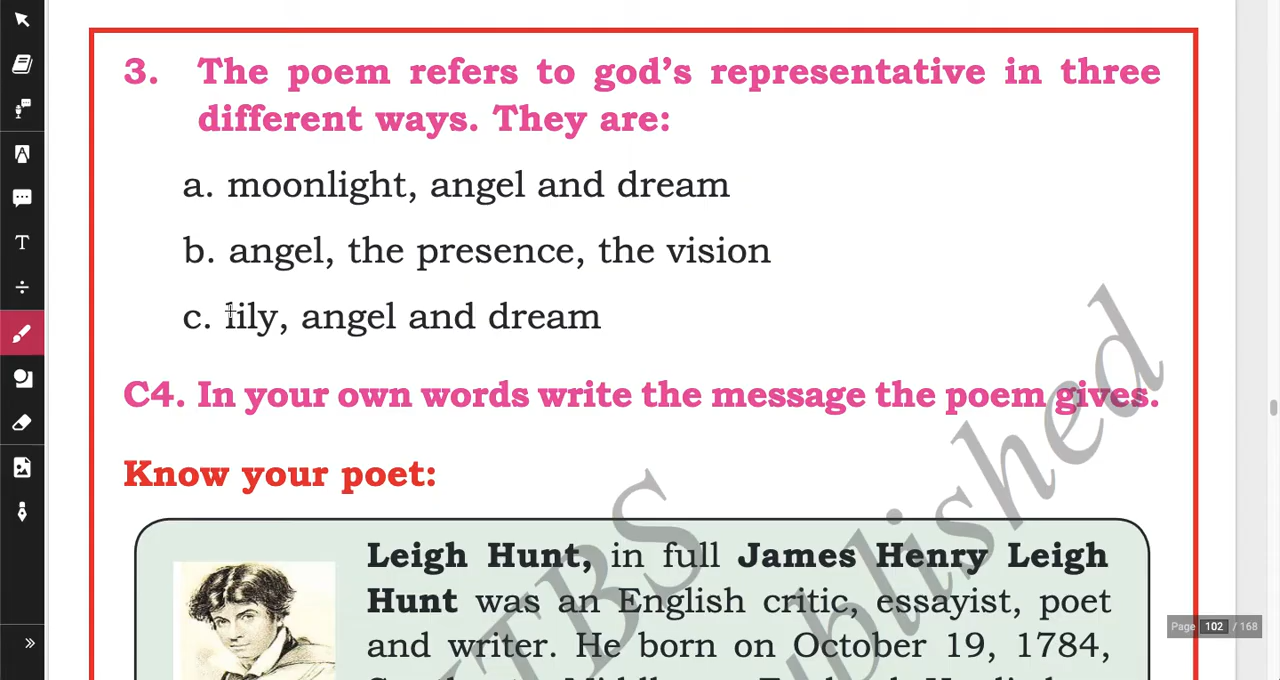 3. The poem refers to god's representative in three
different ways. They are:
a. moonlight, angel and dream
b. angel, the presence, the vision
c. lily, angel and dream
C4. In your own words write the message the poem gives.
Know your poet:
Leigh Hunt, in full James Henry Leigh
Hunt was an English critic, essayist, poet
and writer. He born on October 19, 1784,
TBS
ublished
Page 102 / 168